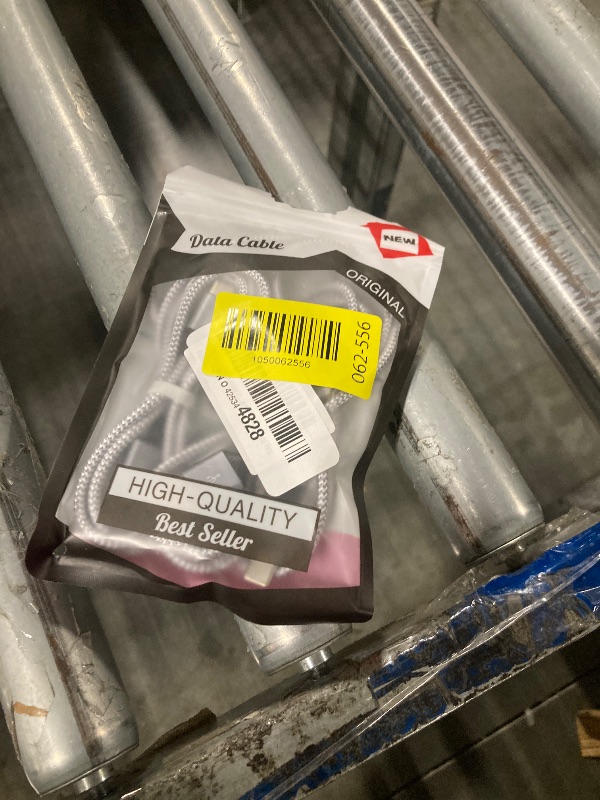 Data Cable
NEW
ORIGINAL
1050062556
062-556
4828
HIGH-QUALITY
Best Seller